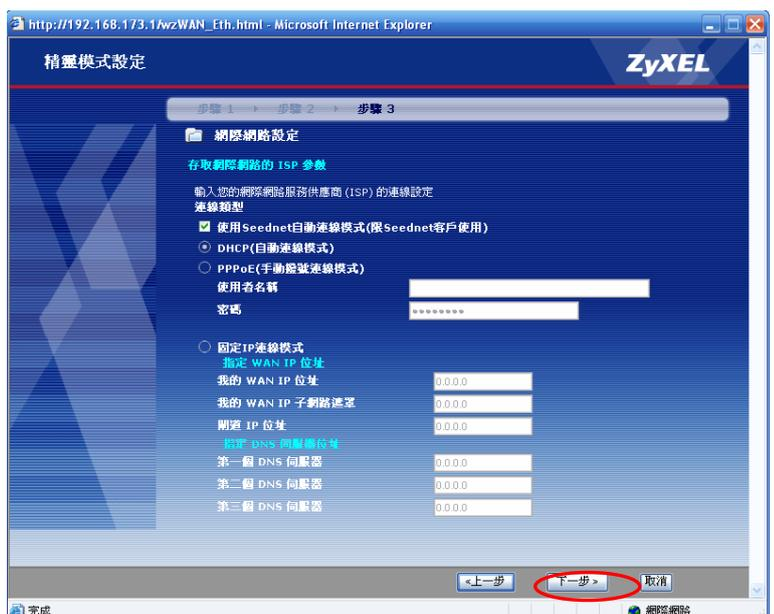 http://192.168.173.1/wzWAN_Eth.html - Microsoft Internet Explorer
精靈模式設定
ZyXEL
步驟 1 步驟 2 步驟 3
網際網路設定
存取網際網路的 ISP 參數
輸入您的網際網路服務供應商 (ISP) 的連線設定
連線類型
使用Seednet自動連線模式(限Seednet客戶使用)
DHCP(自動連線模式)
PPPoE(手動撥號連線模式)
使用者名稱
密碼 ********
固定IP連線模式
指定 WAN IP 位址
我的 WAN IP 位址 0.0.0.0
我的 WAN IP 子網路遮罩 0.0.0.0
閘道 IP 位址 0.0.0.0
指定 DNS 伺服器位址
第一個 DNS 伺服器 0.0.0.0
第二個 DNS 伺服器 0.0.0.0
第三個 DNS 伺服器 0.0.0.0
«上一步 下一步 » 取消
完成 網際網路